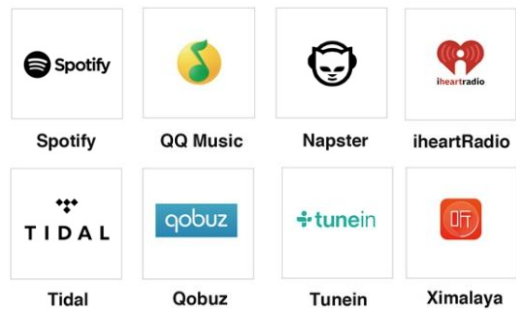 Spotify
Spotify QQ Music Napster iheartRadio
iheartradio
TIDAL qobuz tunein 听
Tidal Qobuz Tunein Ximalaya